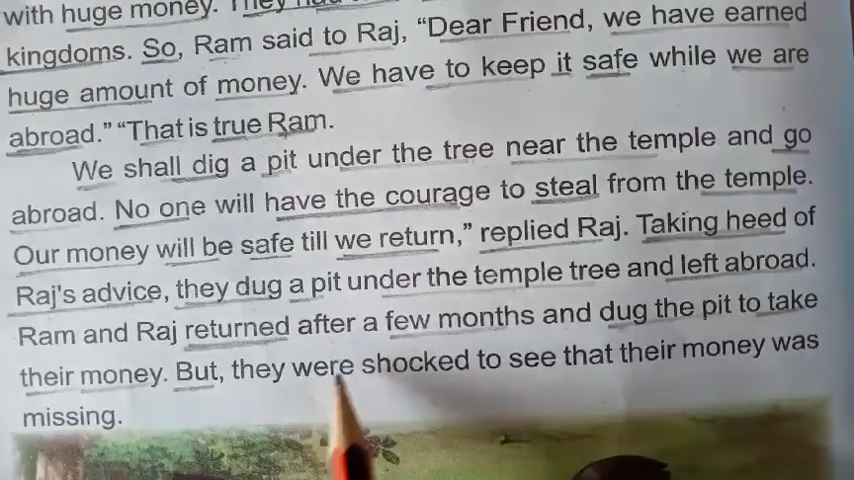 with huge money. They had
kingdoms. So, Ram said to Raj, “Dear Friend, we have earned
huge amount of money. We have to keep it safe while we are
abroad.” “That is true Ram.
We shall dig a pit under the tree near the temple and go
abroad. No one will have the courage to steal from the temple.
Our money will be safe till we return,” replied Raj. Taking heed of
Raj's advice, they dug a pit under the temple tree and left abroad.
Ram and Raj returned after a few months and dug the pit to take
their money. But, they were shocked to see that their money was
missing.